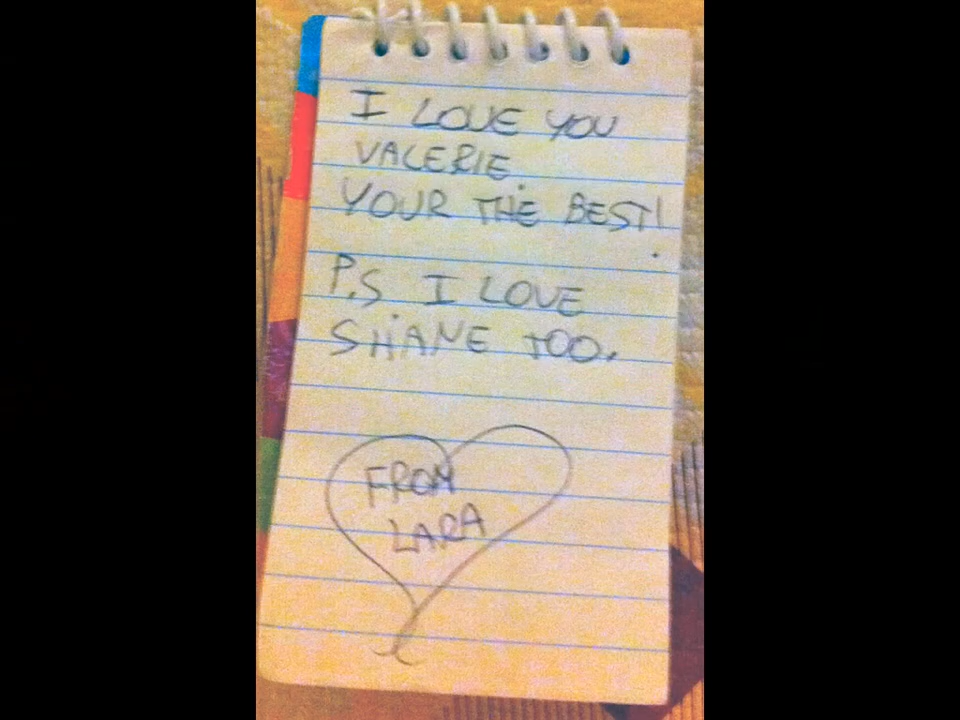 I LOVE YOU
VALERIE.
YOUR THE BEST!
P.S I LOVE
SHANE TOO.
FROM
LARA